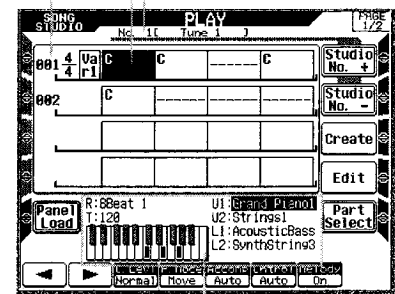 SONG STUDIO
PLAY
PAGE 1/2
No. 1[ Tune 1 ]
001 4/4 Var1 C C ------ C
Studio No. +
002 C ------ ------ ------
Studio No. -
Create
Edit
Panel Load
R:8Beat 1
T:120
U1:Grand Piano1
U2:Strings1
L1:AcousticBass
L2:SynthString3
Part Select
Normal Move Auto Auto On